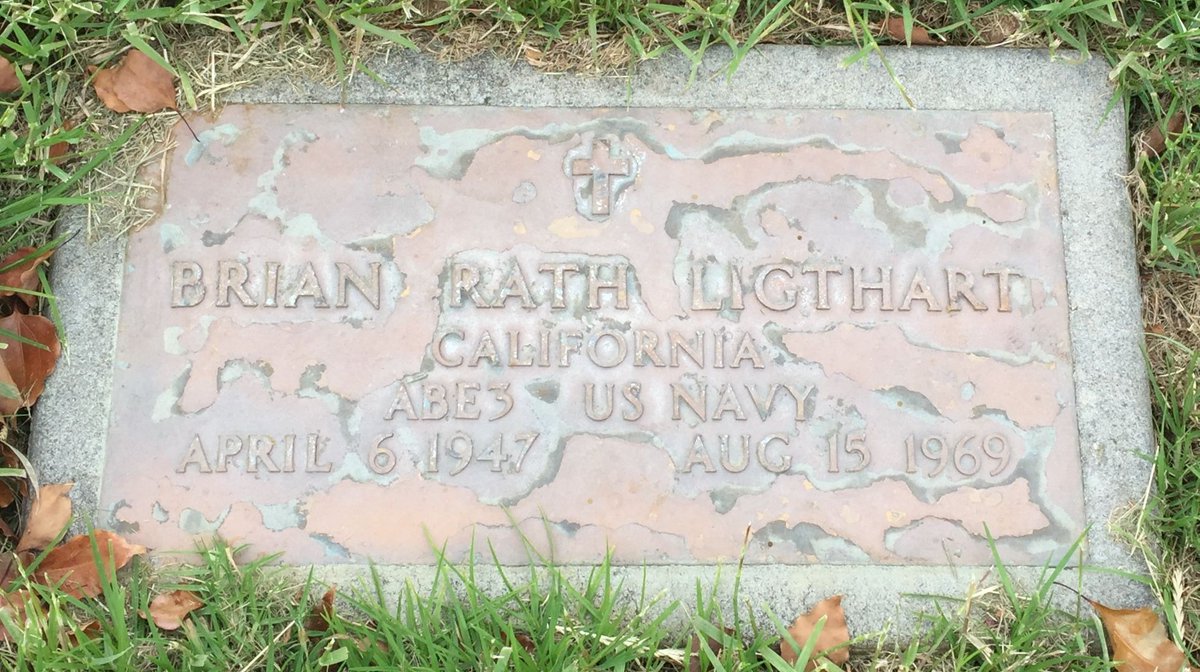 BRIAN RATH LIGTHART
CALIFORNIA
ABE3 US NAVY
APRIL 6 1947 AUG 15 1969